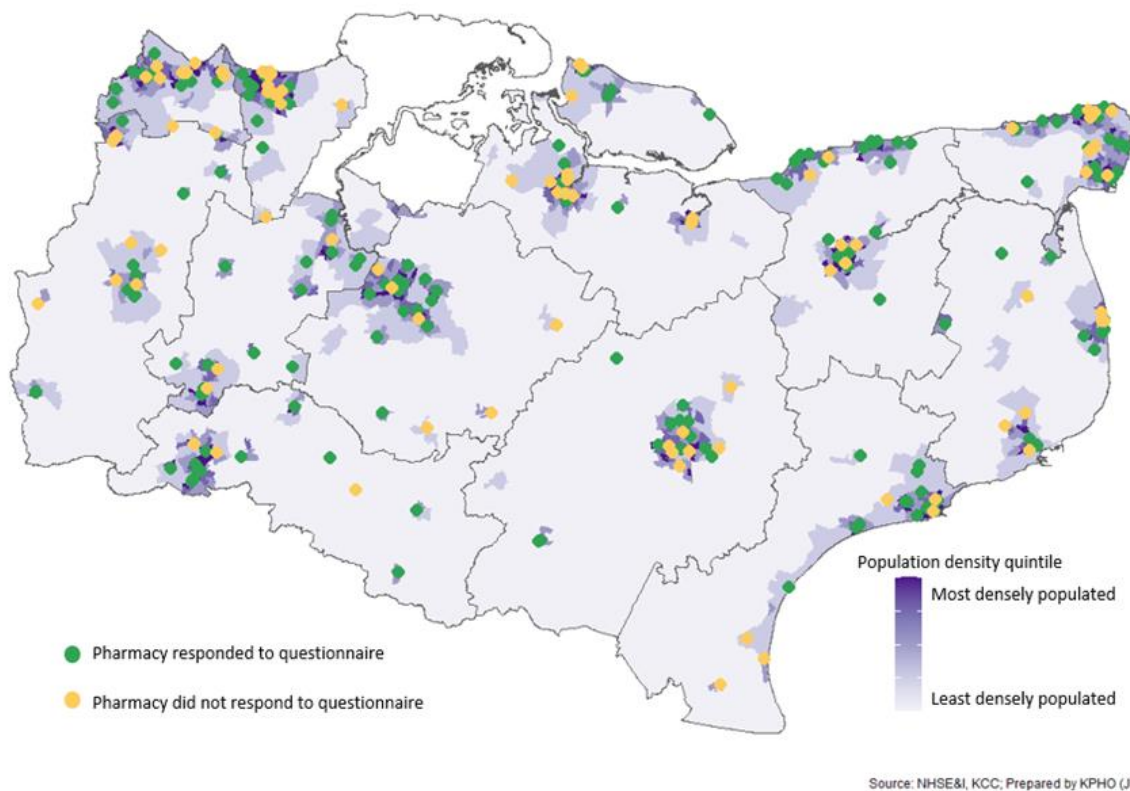 Population density quintile
Most densely populated
Pharmacy responded to questionnaire
Pharmacy did not respond to questionnaire
Least densely populated
Source: NHSE&I, KCC; Prepared by KPHO (J